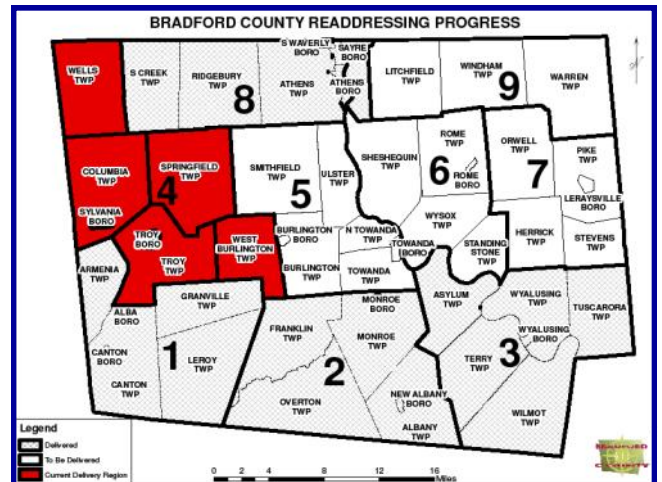 BRADFORD COUNTY READDRESSING PROGRESS
WELLS
TWP
S CREEK
TWP
RIDGEBURY
TWP
8
S WAVERLY
BORO
ATHENS
TWP
SAYRE
BORO
ATHENS
BORO
LITCHFIELD
TWP
WINDHAM
TWP
9
WARREN
TWP
COLUMBIA
TWP
SYLVANIA
BORO
SPRINGFIELD
TWP
4
SMITHFIELD
TWP
5
ULSTER
TWP
SHESHEQUIN
TWP
6
ROME
TWP
ROME
BORO
ORWELL
TWP
7
PIKE
TWP
LERAYSVILLE
BORO
TROY
BORO
TROY
TWP
WEST
BURLINGTON
TWP
BURLINGTON
BORO
BURLINGTON
TWP
N TOWANDA
TWP
TOWANDA
BORO
TOWANDA
TWP
WYSOX
TWP
STANDING
STONE
TWP
HERRICK
TWP
STEVENS
TWP
ARMENIA
TWP
ALBA
BORO
CANTON
BORO
CANTON
TWP
1
GRANVILLE
TWP
LEROY
TWP
FRANKLIN
TWP
2
OVERTON
TWP
MONROE
BORO
MONROE
TWP
NEW ALBANY
BORO
ALBANY
TWP
ASYLUM
TWP
WYALUSING
TWP
WYALUSING
BORO
TUSCARORA
TWP
TERRY
TWP
3
WILMOT
TWP
Legend
Delivered
To Be Delivered
Current Delivery Region
0 2 4 8 12 16
Miles
BRADFORD
COUNTY